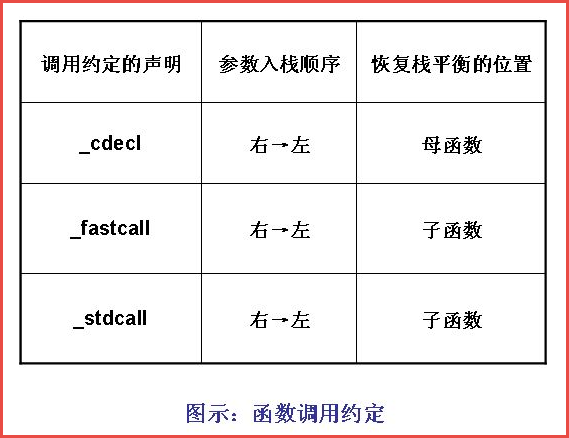 调用约定的声明 参数入栈顺序 恢复栈平衡的位置
_cdecl 右→左 母函数
_fastcall 右→左 子函数
_stdcall 右→左 子函数
图示：函数调用约定